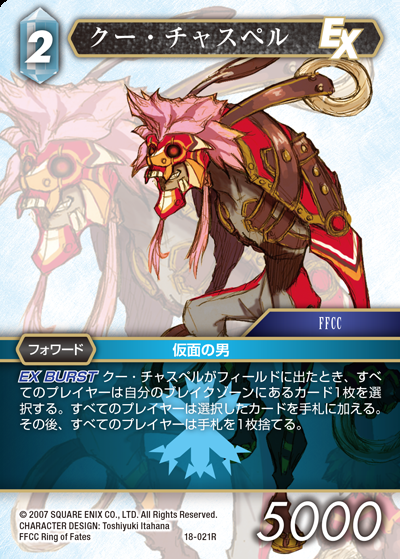 2
クー・チャスペル
EX
FFCC
フォワード
仮面の男
EX BURST クー・チャスペルがフィールドに出たとき、すべ
てのプレイヤーは自分のブレイクゾーンにあるカード1枚を選
択する。すべてのプレイヤーは選択したカードを手札に加える。
その後、すべてのプレイヤーは手札を1枚捨てる。
© 2007 SQUARE ENIX CO., LTD. All Rights Reserved.
CHARACTER DESIGN: Toshiyuki Itahana
FFCC Ring of Fates
18-021R
5000